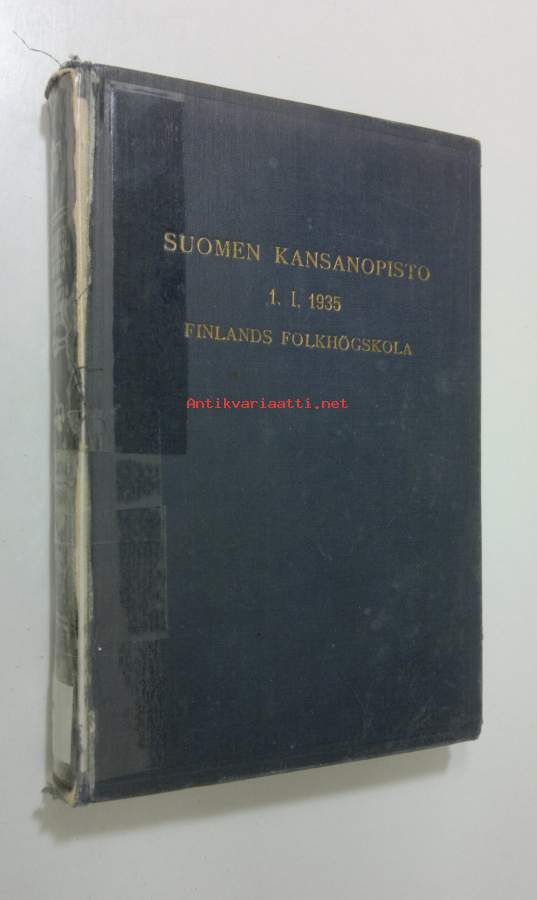 SUOMEN KANSANOPISTO
1. I. 1935
FINLANDS FOLKHÖGSKOLA
Antikvariaatti.net